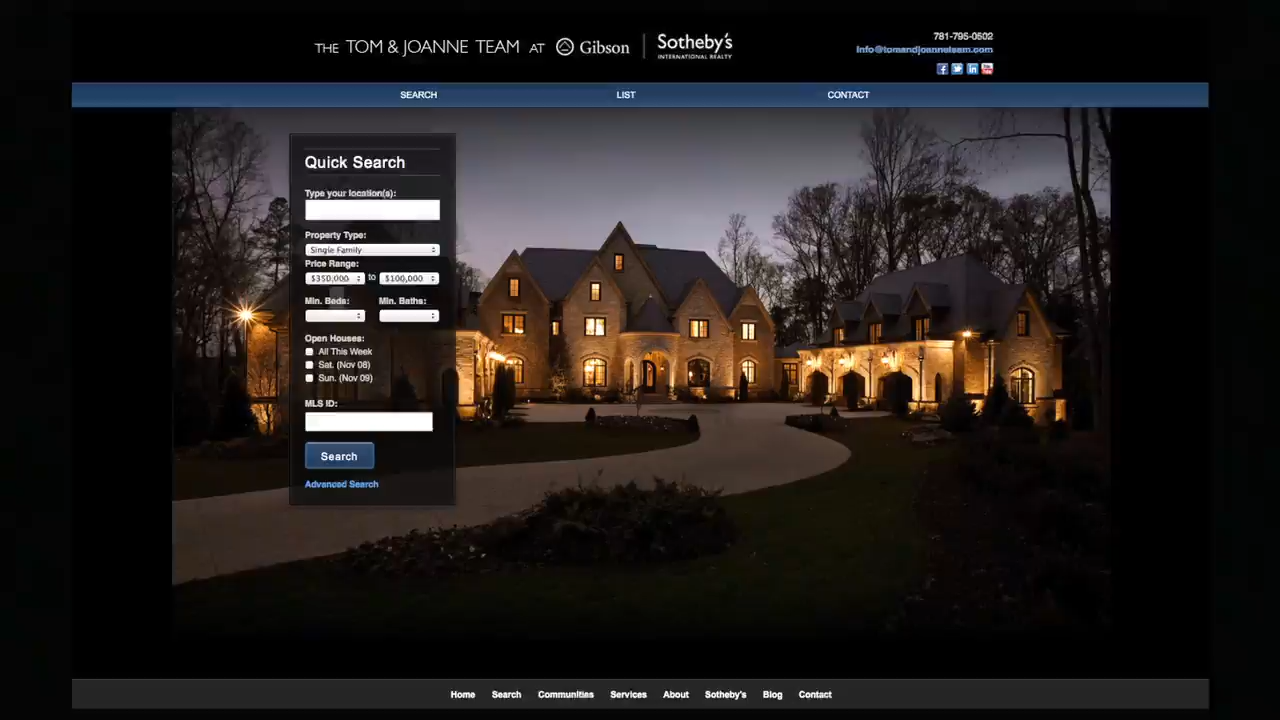 THE TOM & JOANNE TEAM AT Gibson Sotheby's
INTERNATIONAL REALTY
781-795-0502
Info@tomandjoanneteam.com
SEARCH LIST CONTACT
Quick Search
Type your location(s):
Property Type:
Single Family
Price Range:
$350,000 to $100,000
Min. Beds: Min. Baths:
Open Houses:
All This Week
Sat. (Nov 08)
Sun. (Nov 09)
MLS ID:
Search
Advanced Search
Home Search Communities Services About Sotheby's Blog Contact